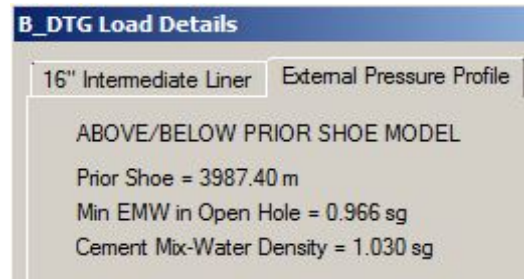 B_DTG Load Details
16" Intermediate Liner
External Pressure Profile
ABOVE/BELOW PRIOR SHOE MODEL
Prior Shoe = 3987.40 m
Min EMW in Open Hole = 0.966 sg
Cement Mix-Water Density = 1.030 sg